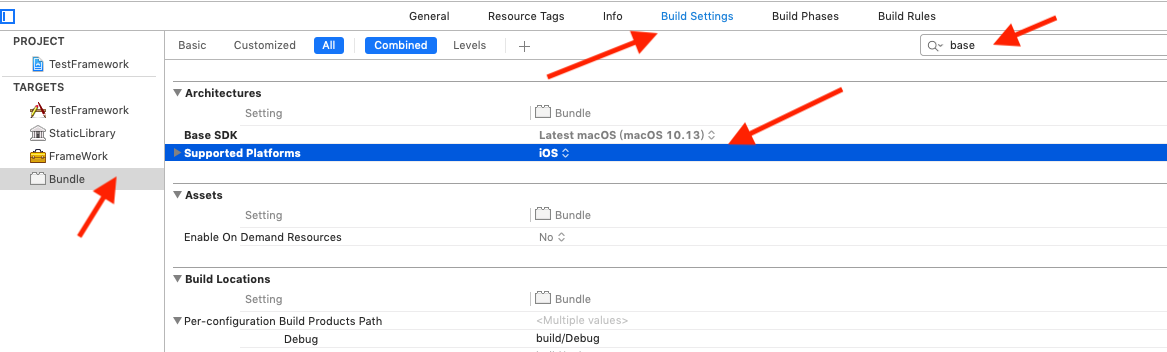 General Resource Tags Info Build Settings Build Phases Build Rules
PROJECT
TestFramework
TARGETS
TestFramework
StaticLibrary
FrameWork
Bundle
Basic Customized All Combined Levels + base
Architectures
Setting Bundle
Base SDK Latest macOS (macOS 10.13)
Supported Platforms iOS
Assets
Setting Bundle
Enable On Demand Resources No
Build Locations
Setting Bundle
Per-configuration Build Products Path <Multiple values>
Debug build/Debug